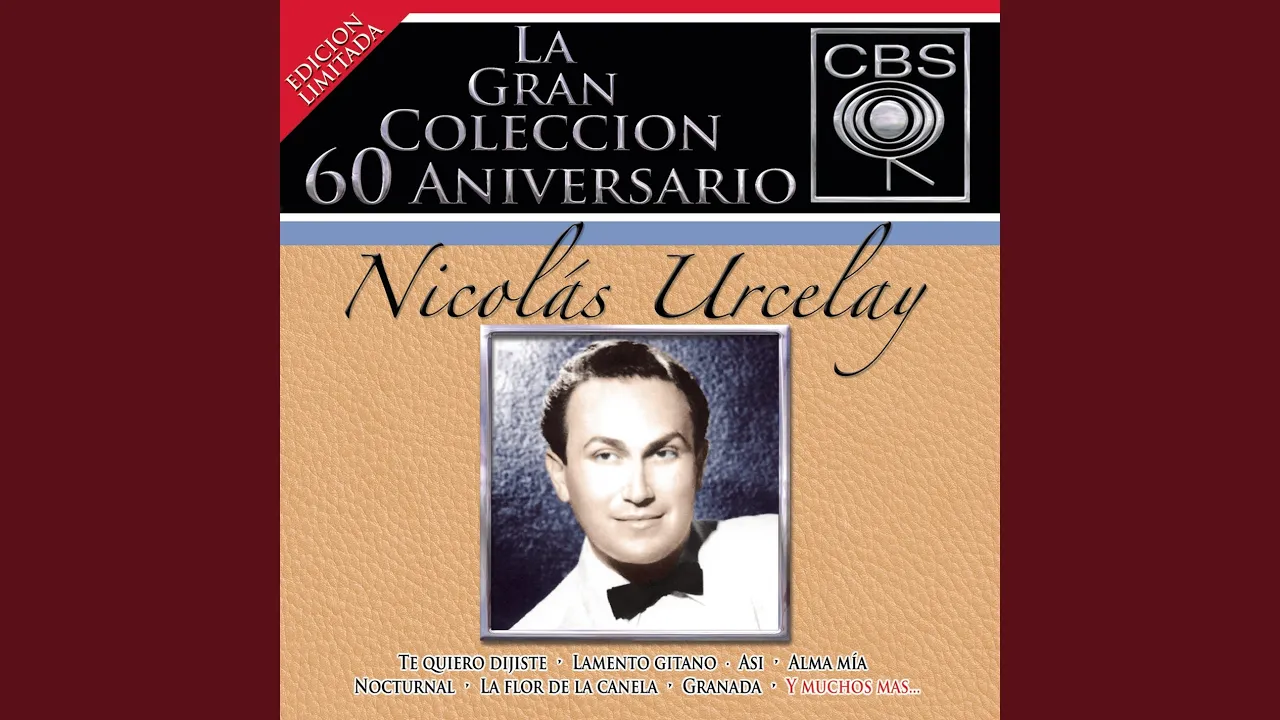 EDICION
LIMITADA
LA
GRAN
COLECCION
60 ANIVERSARIO
CBS
Nicolás Urcelay
TE QUIERO DIJISTE · LAMENTO GITANO · ASI · ALMA MÍA
NOCTURNAL · LA FLOR DE LA CANELA · GRANADA · Y MUCHOS MAS...